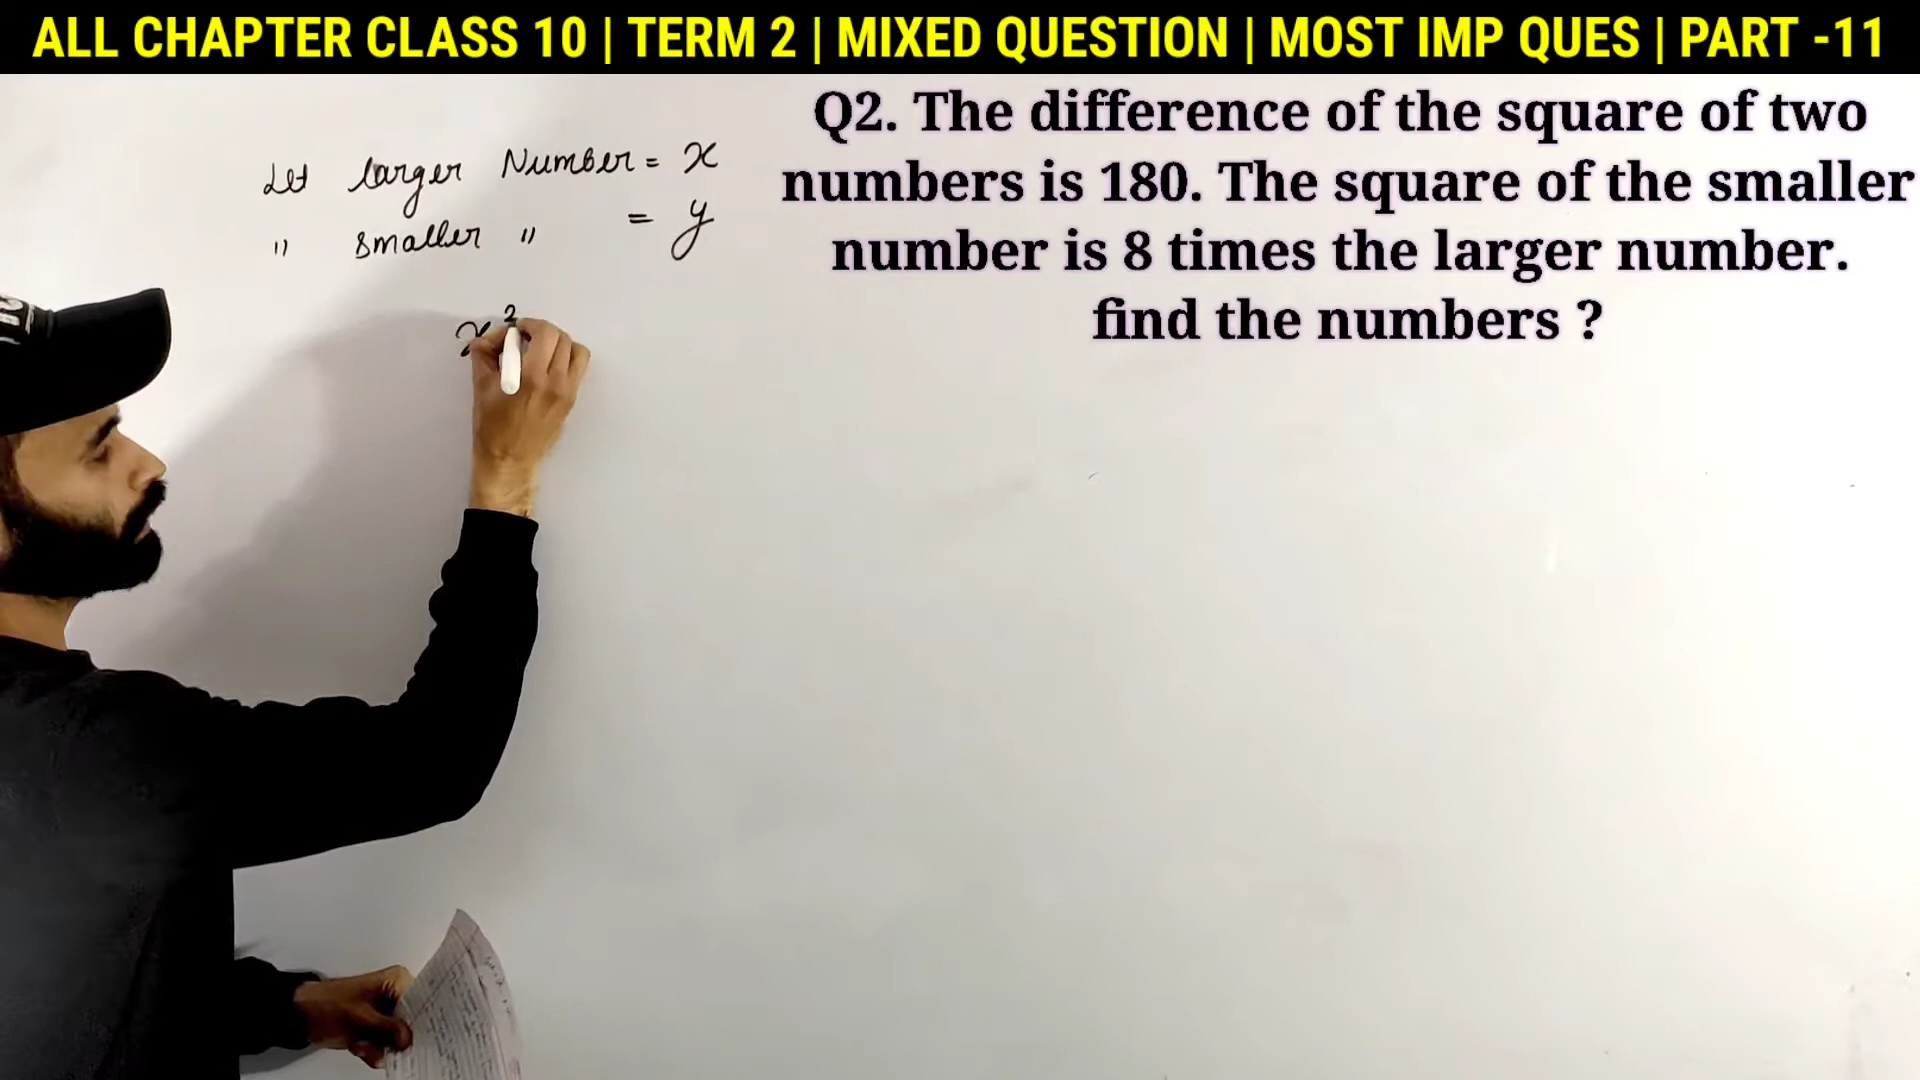 ALL CHAPTER CLASS 10 | TERM 2 | MIXED QUESTION | MOST IMP QUES | PART -11
Q2. The difference of the square of two
numbers is 180. The square of the smaller
number is 8 times the larger number.
find the numbers ?
Let larger Number = x
" smaller " = y
x²